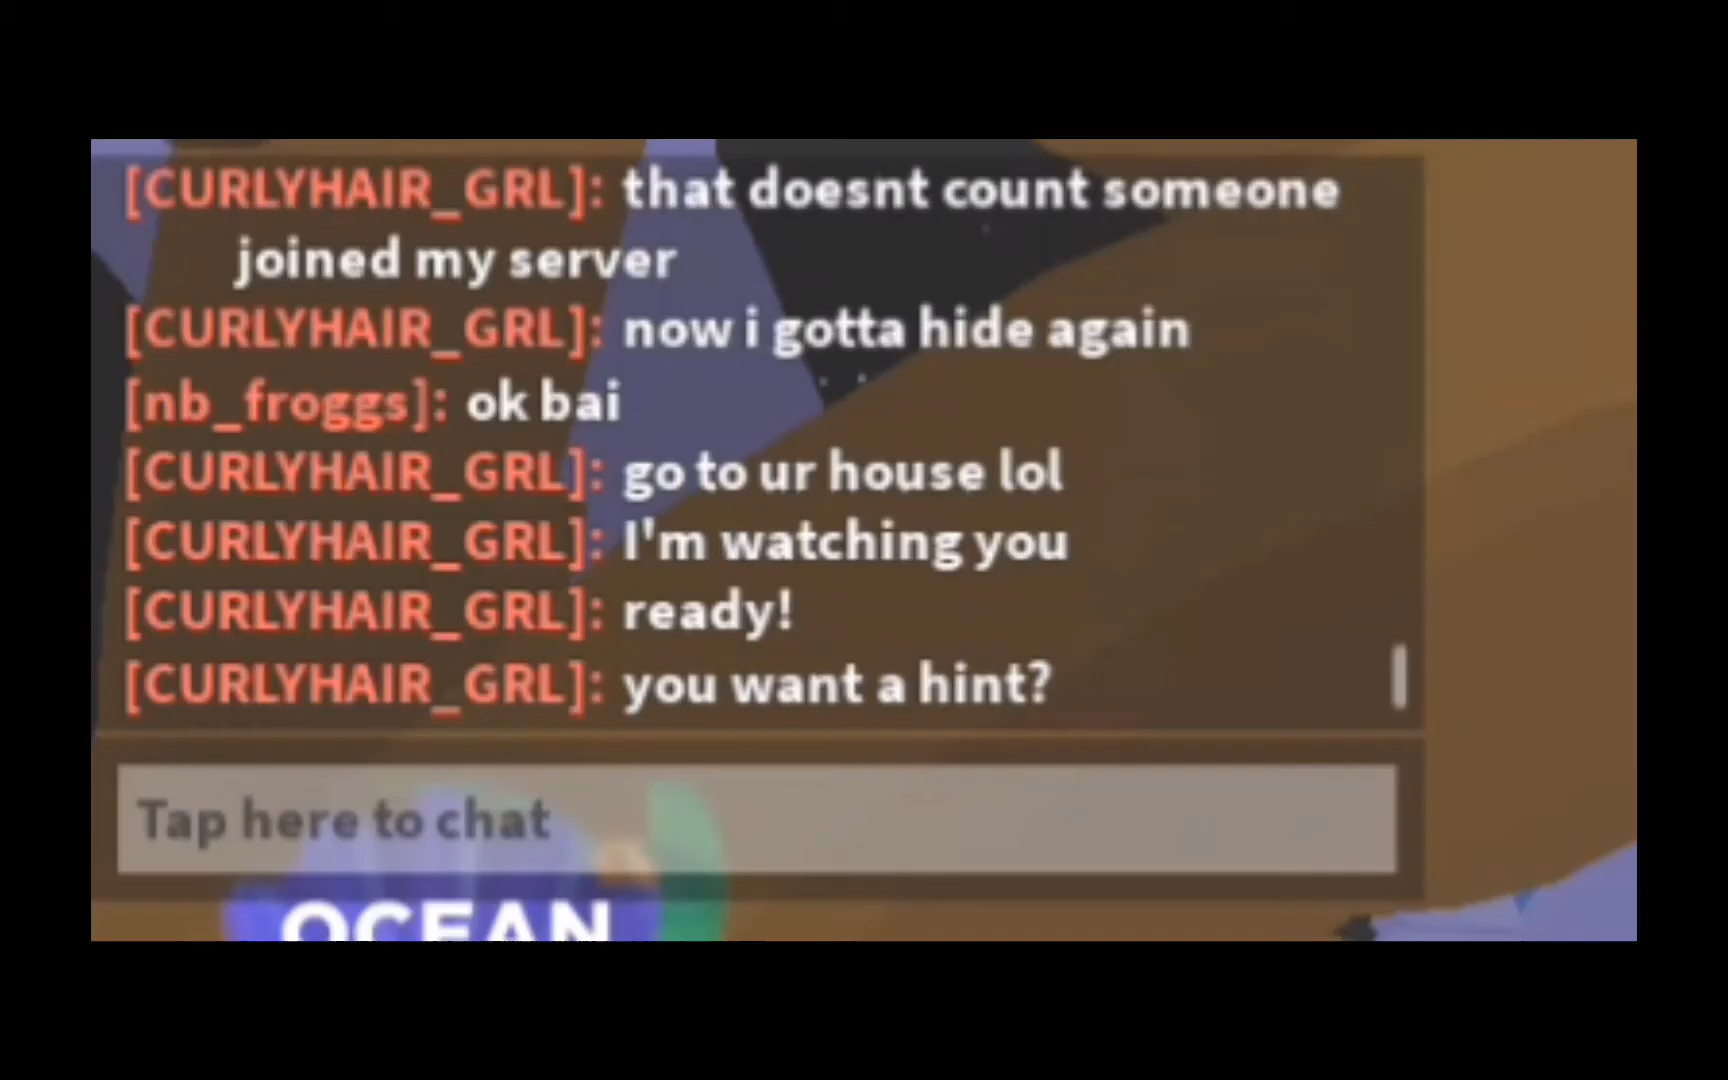 [CURLYHAIR_GRL]: that doesnt count someone
joined my server
[CURLYHAIR_GRL]: now i gotta hide again
[nb_froggs]: ok bai
[CURLYHAIR_GRL]: go to ur house lol
[CURLYHAIR_GRL]: I'm watching you
[CURLYHAIR_GRL]: ready!
[CURLYHAIR_GRL]: you want a hint?
Tap here to chat
OCEAN